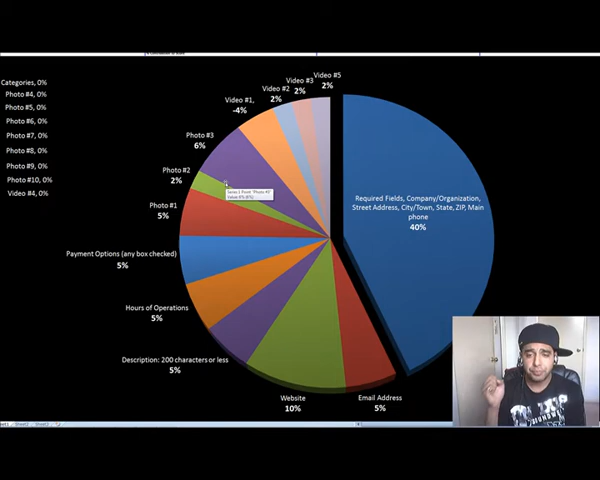 Categories, 0%
Photo #4, 0%
Photo #5, 0%
Photo #6, 0%
Photo #7, 0%
Photo #8, 0%
Photo #9, 0%
Photo #10, 0%
Video #4, 0%
Video #5
2%
Video #3
2%
Video #2
2%
Video #1,
-4%
Photo #3
6%
Photo #2
2%
Photo #1
5%
Payment Options (any box checked)
5%
Hours of Operations
5%
Description: 200 characters or less
5%
Website
10%
Email Address
5%
Required Fields, Company/Organization,
Street Address, City/Town, State, ZIP, Main
phone
40%